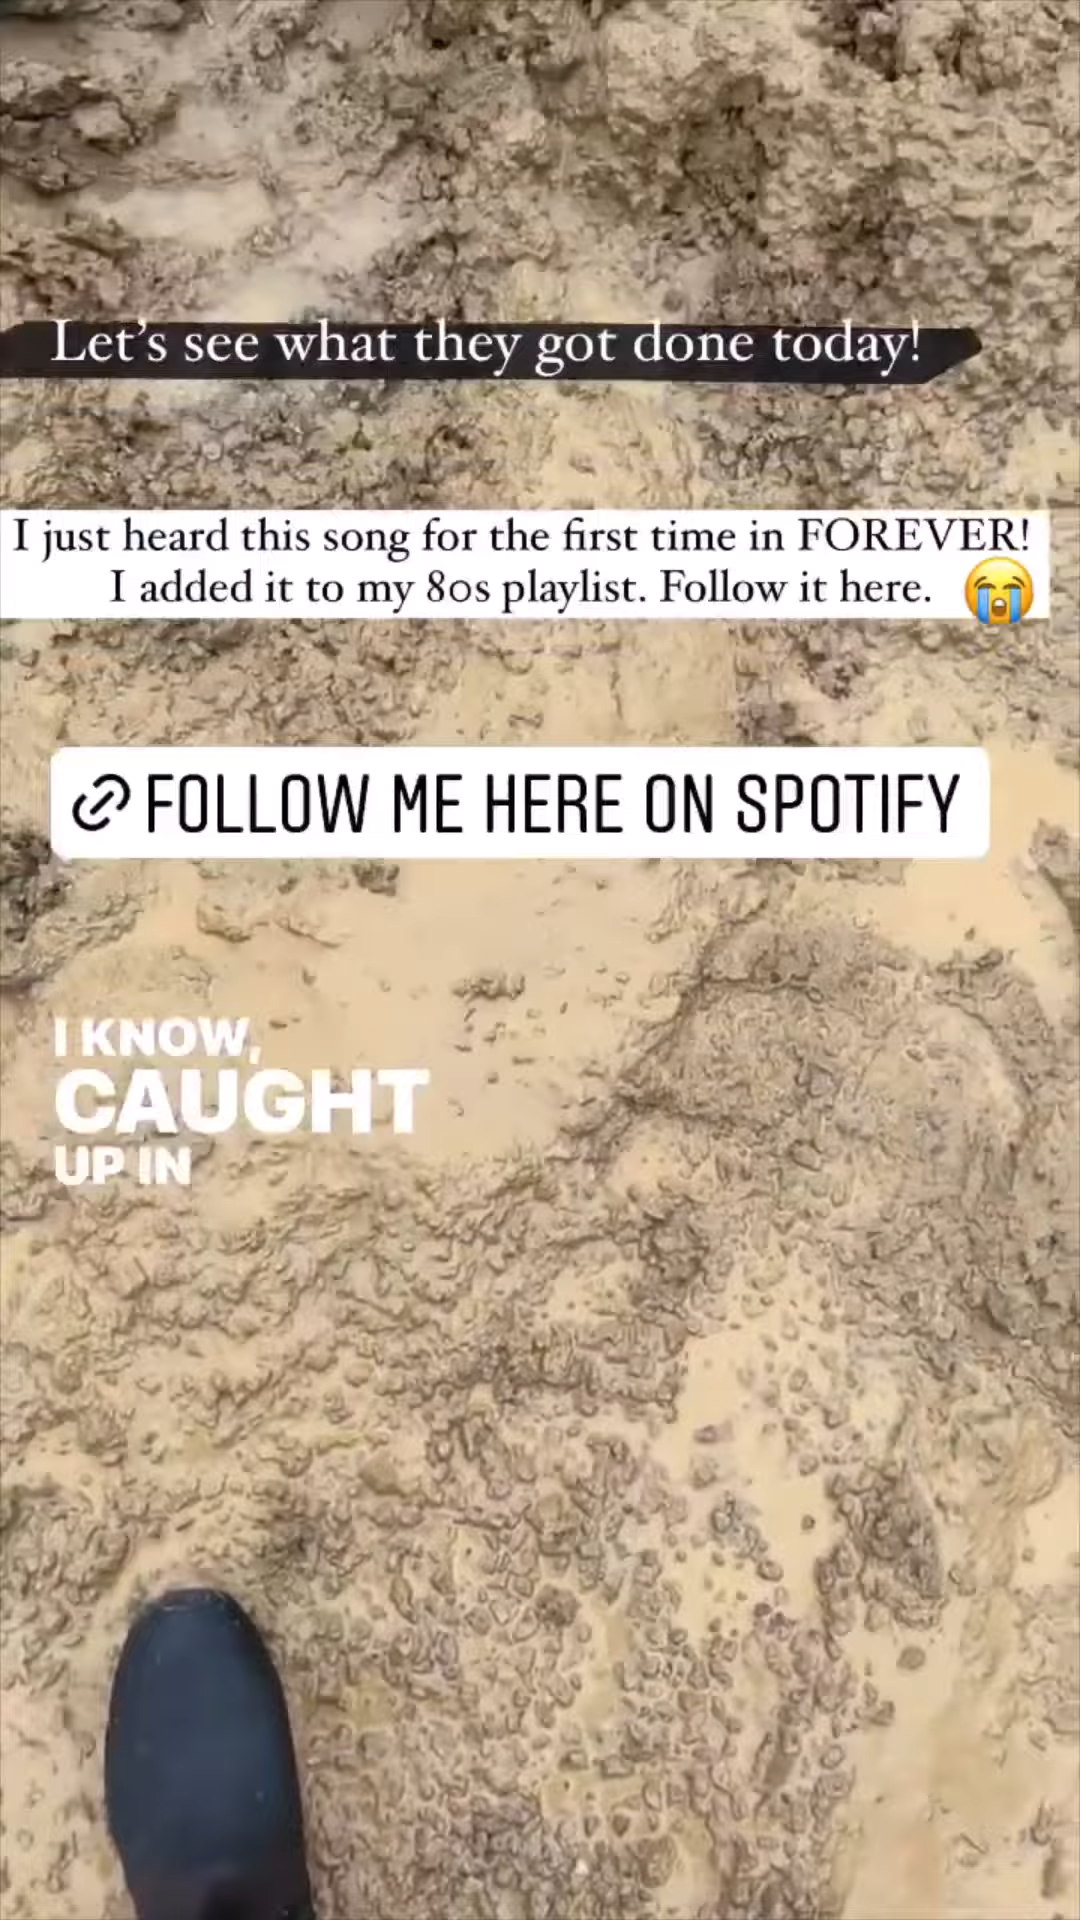 Let's see what they got done today!
I just heard this song for the first time in FOREVER!
I added it to my 80s playlist. Follow it here. 😭
FOLLOW ME HERE ON SPOTIFY
I KNOW,
CAUGHT
UP IN